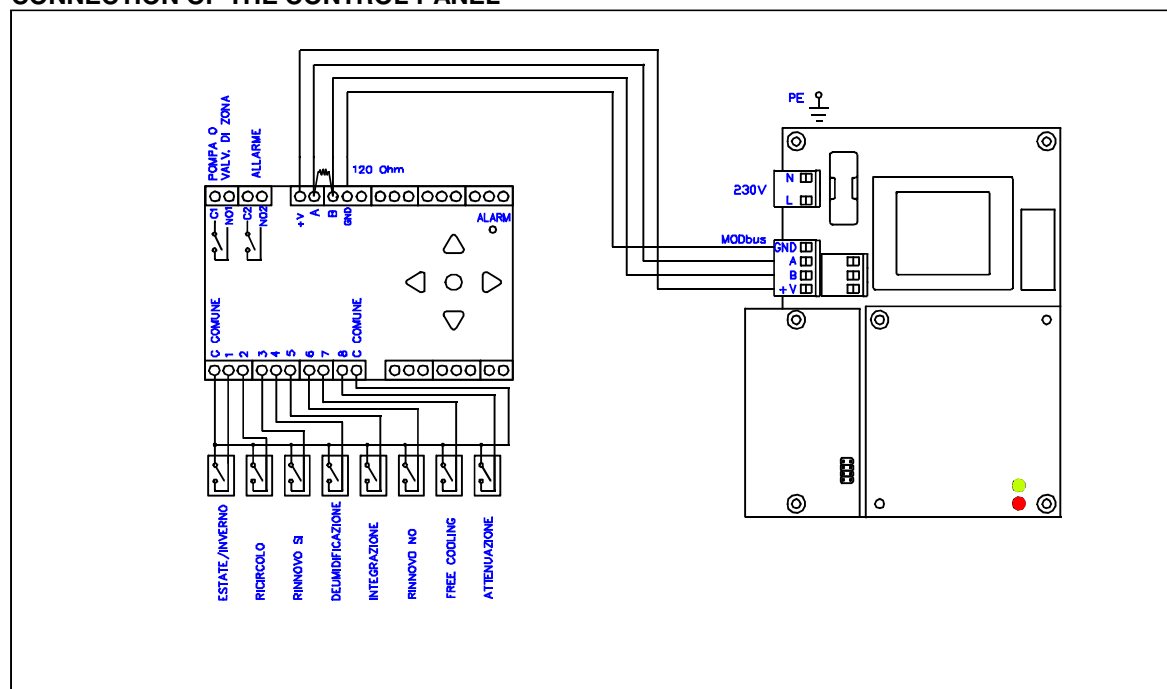 CONNECTION OF THE CONTROL PANEL
POMPA O
VALV. DI ZONA
ALLARME
120 Ohm
C1
NO1
C2
NO2
+V
A
B
GND
ALARM
C COMUNE
1
2
3
4
5
6
7
8
C COMUNE
ESTATE/INVERNO
RICIRCOLO
RINNOVO SI
DEUMIDIFICAZIONE
INTEGRAZIONE
RINNOVO NO
FREE COOLING
ATTENUAZIONE
PE
230V
N
L
MODbus
GND
A
B
+V